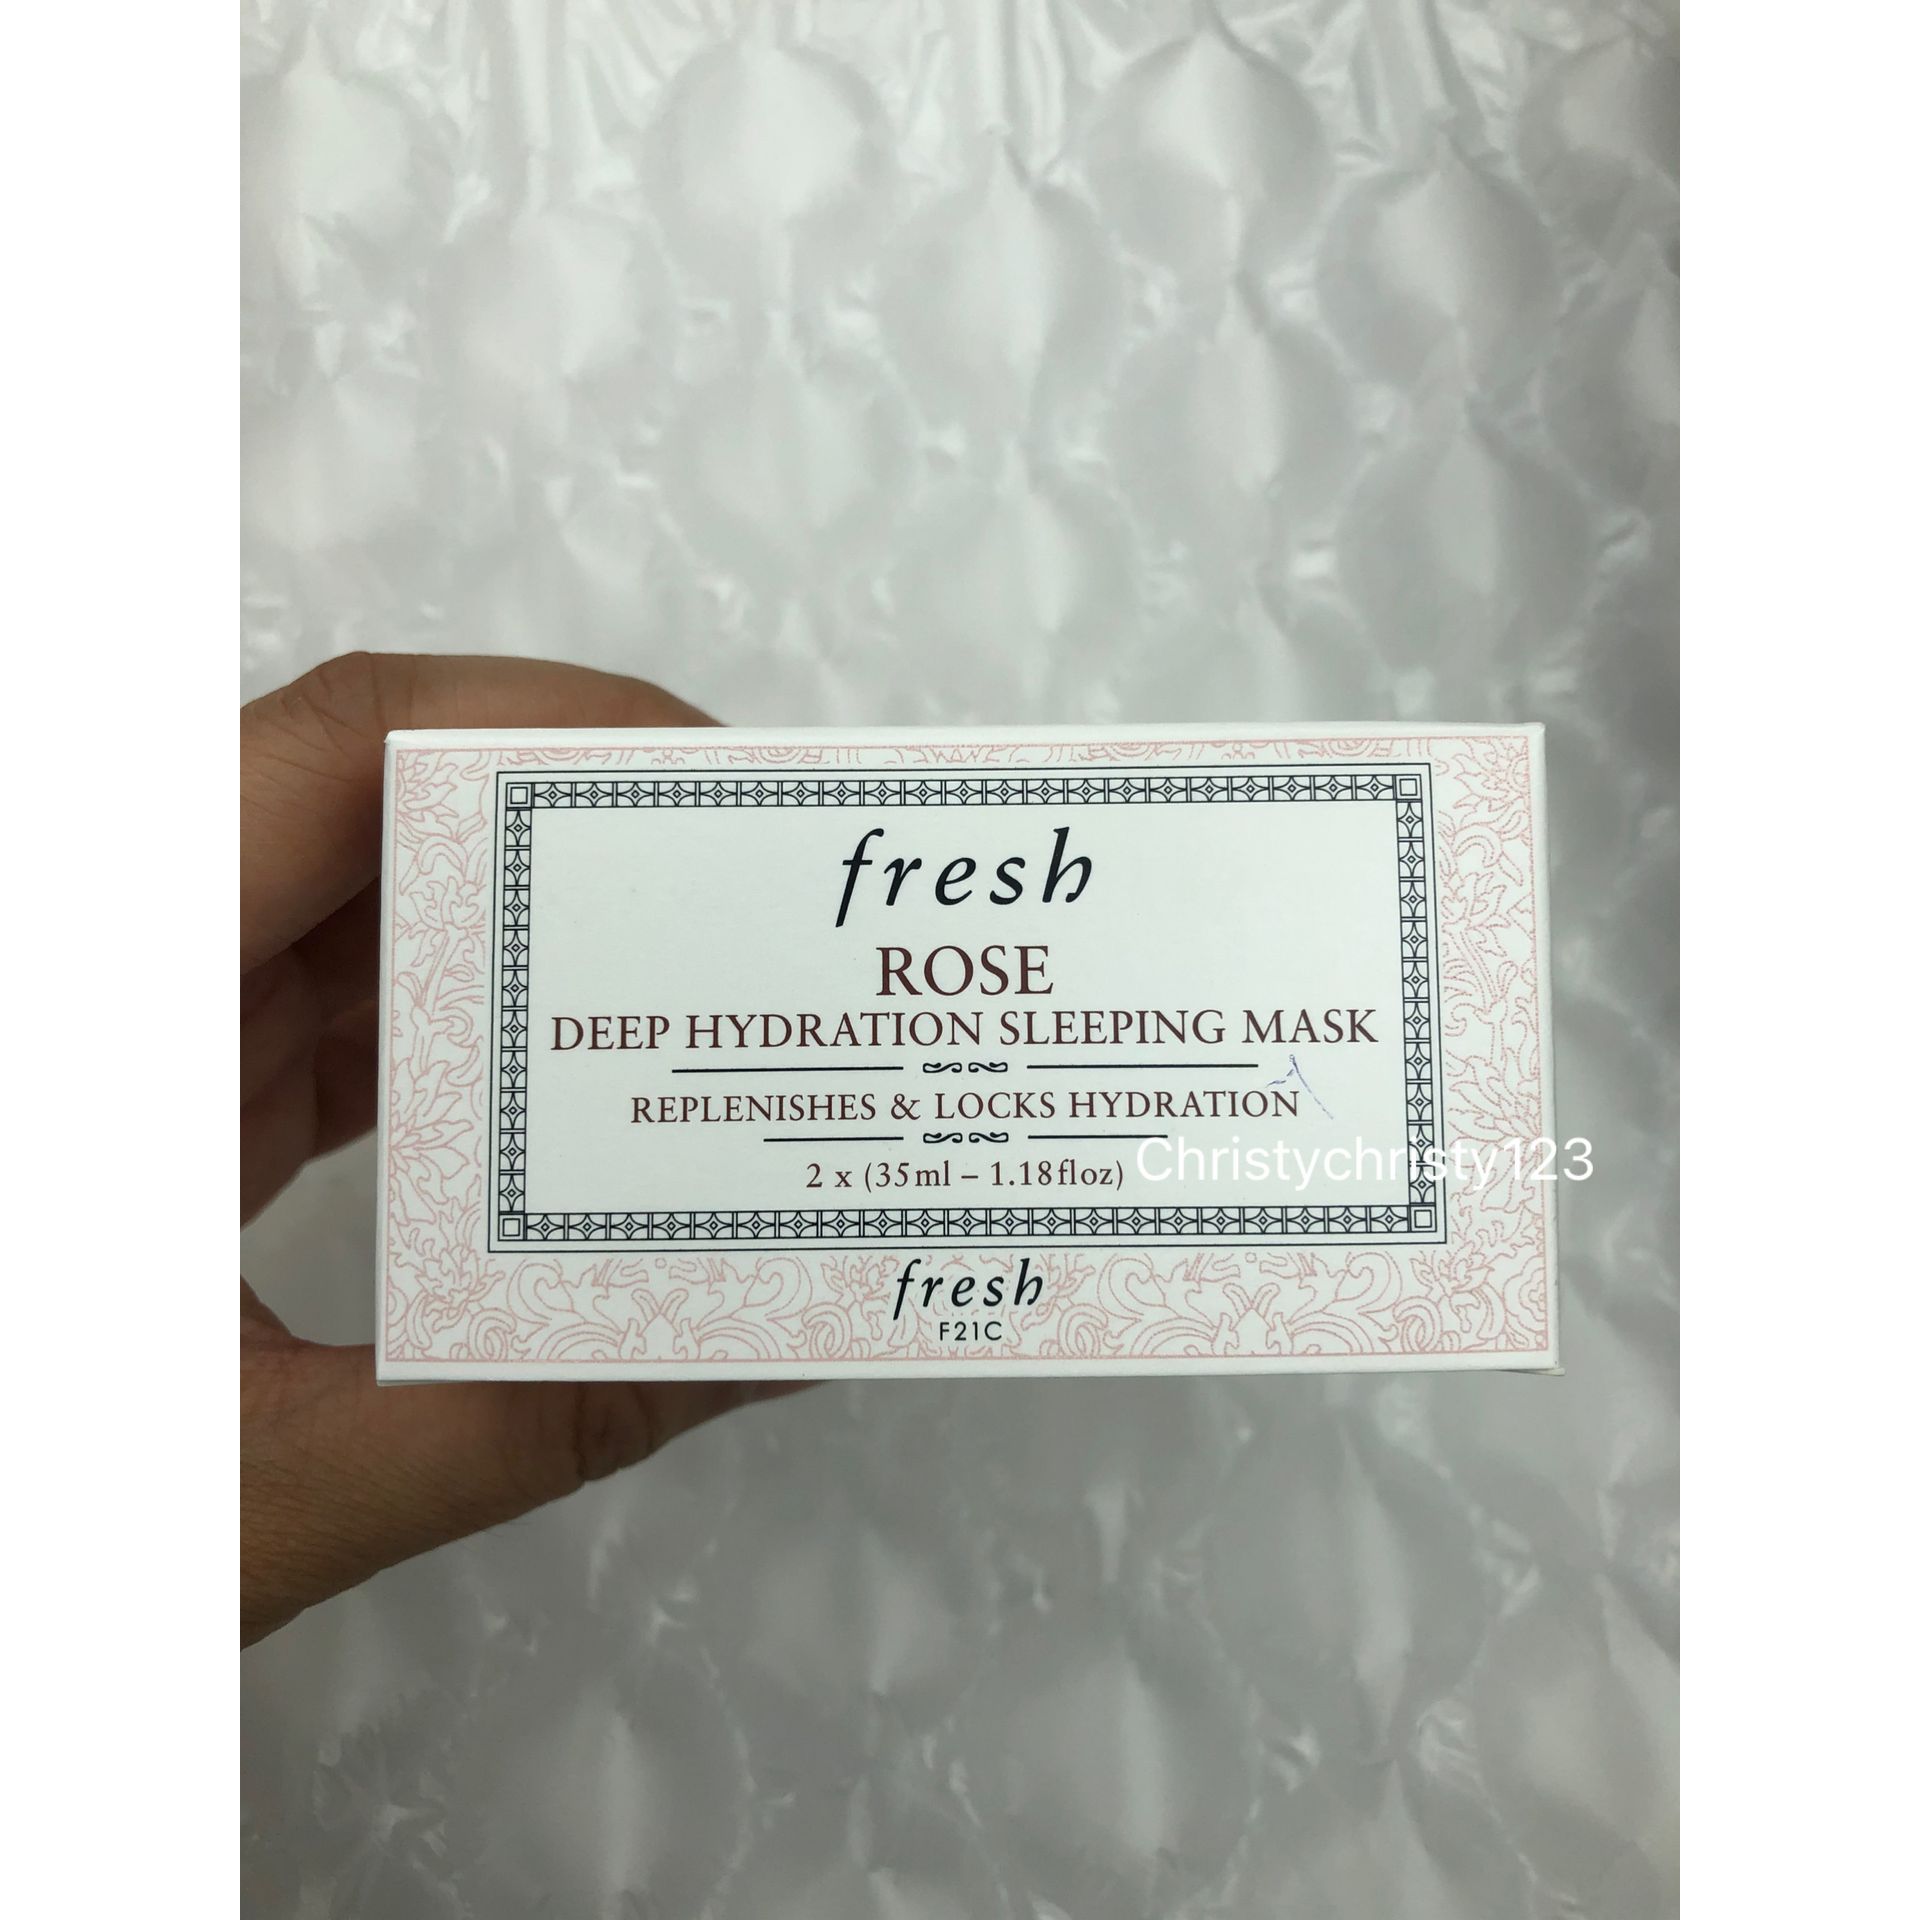 fresh
ROSE
DEEP HYDRATION SLEEPING MASK
REPLENISHES & LOCKS HYDRATION
2 x (35ml – 1.18floz)
Christychristy123
fresh
F21C